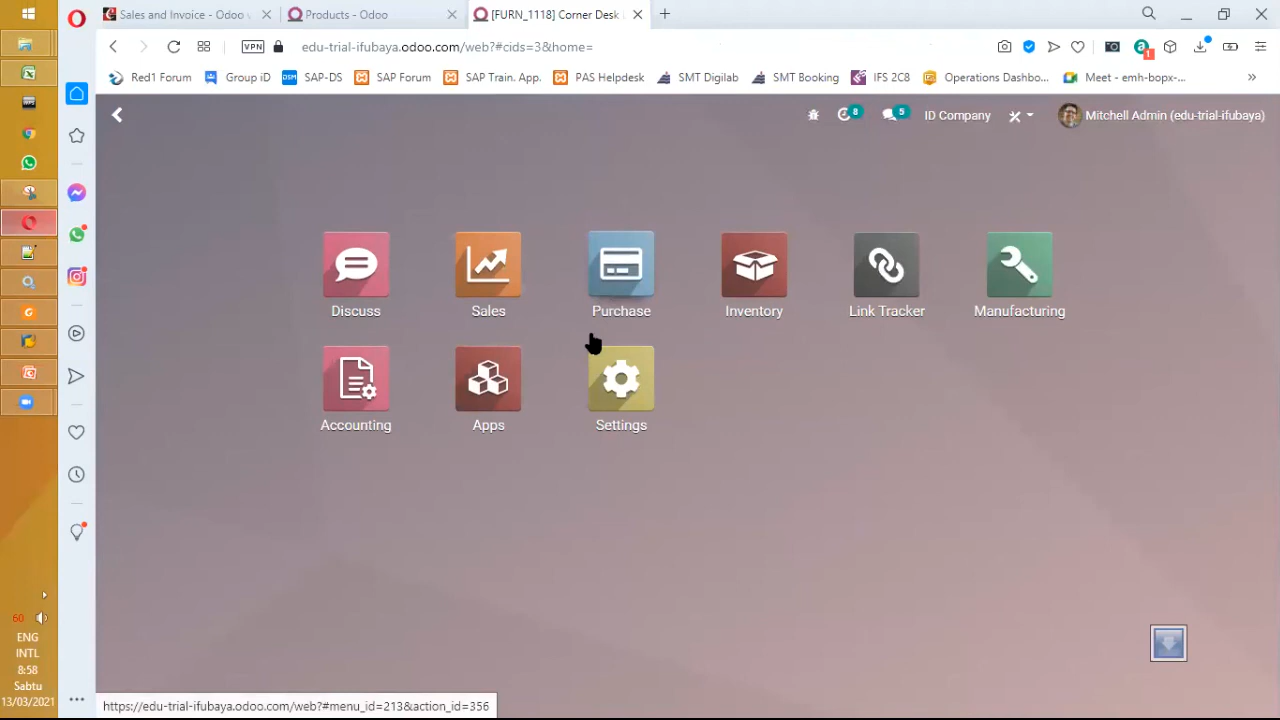 Sales and Invoice - Odoo
Products - Odoo
[FURN_1118] Corner Desk
VPN
edu-trial-ifubaya.odoo.com/web?#cids=3&home=
1
Red1 Forum
Group iD
DSM
SAP-DS
SAP Forum
SAP Train. App.
PAS Helpdesk
SMT Digilab
SMT Booking
IFS 2C8
Operations Dashbo...
Meet - emh-bopx-...
8
5
ID Company
Mitchell Admin (edu-trial-ifubaya)
Discuss
Sales
Purchase
Inventory
Link Tracker
Manufacturing
Accounting
Apps
Settings
60
ENG
INTL
8:58
Sabtu
13/03/2021
https://edu-trial-ifubaya.odoo.com/web?#menu_id=213&action_id=356